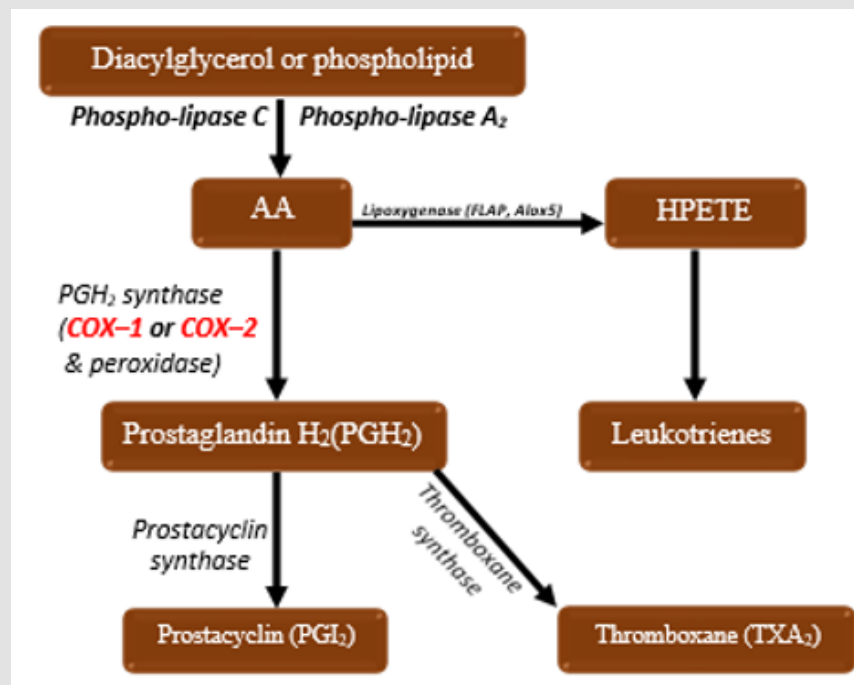 Diacylglycerol or phospholipid
Phospho-lipase C
Phospho-lipase A₂
AA
Lipoxygenase (FLAP, Alox5)
HPETE
PGH₂ synthase
(COX–1 or COX–2
& peroxidase)
Prostaglandin H₂(PGH₂)
Leukotrienes
Prostacyclin
synthase
Thromboxane
synthase
Prostacyclin (PGI₂)
Thromboxane (TXA₂)